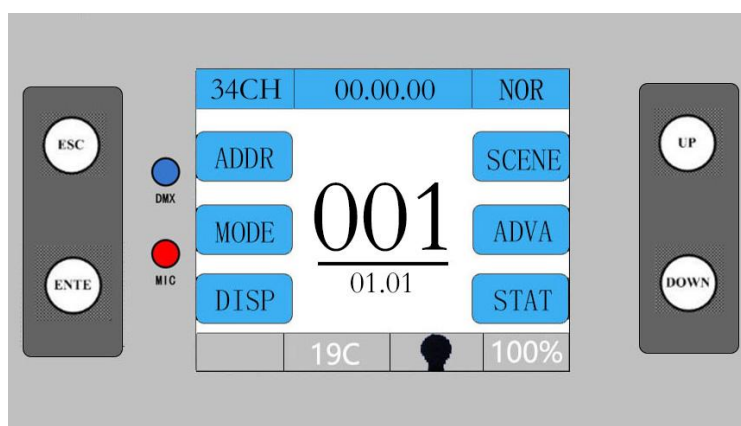 34CH 00.00.00 NOR
ESC
UP
ADDR
SCENE
DMX
001
MODE
ADVA
MIC
ENTE
01.01
DOWN
DISP
STAT
19C 100%